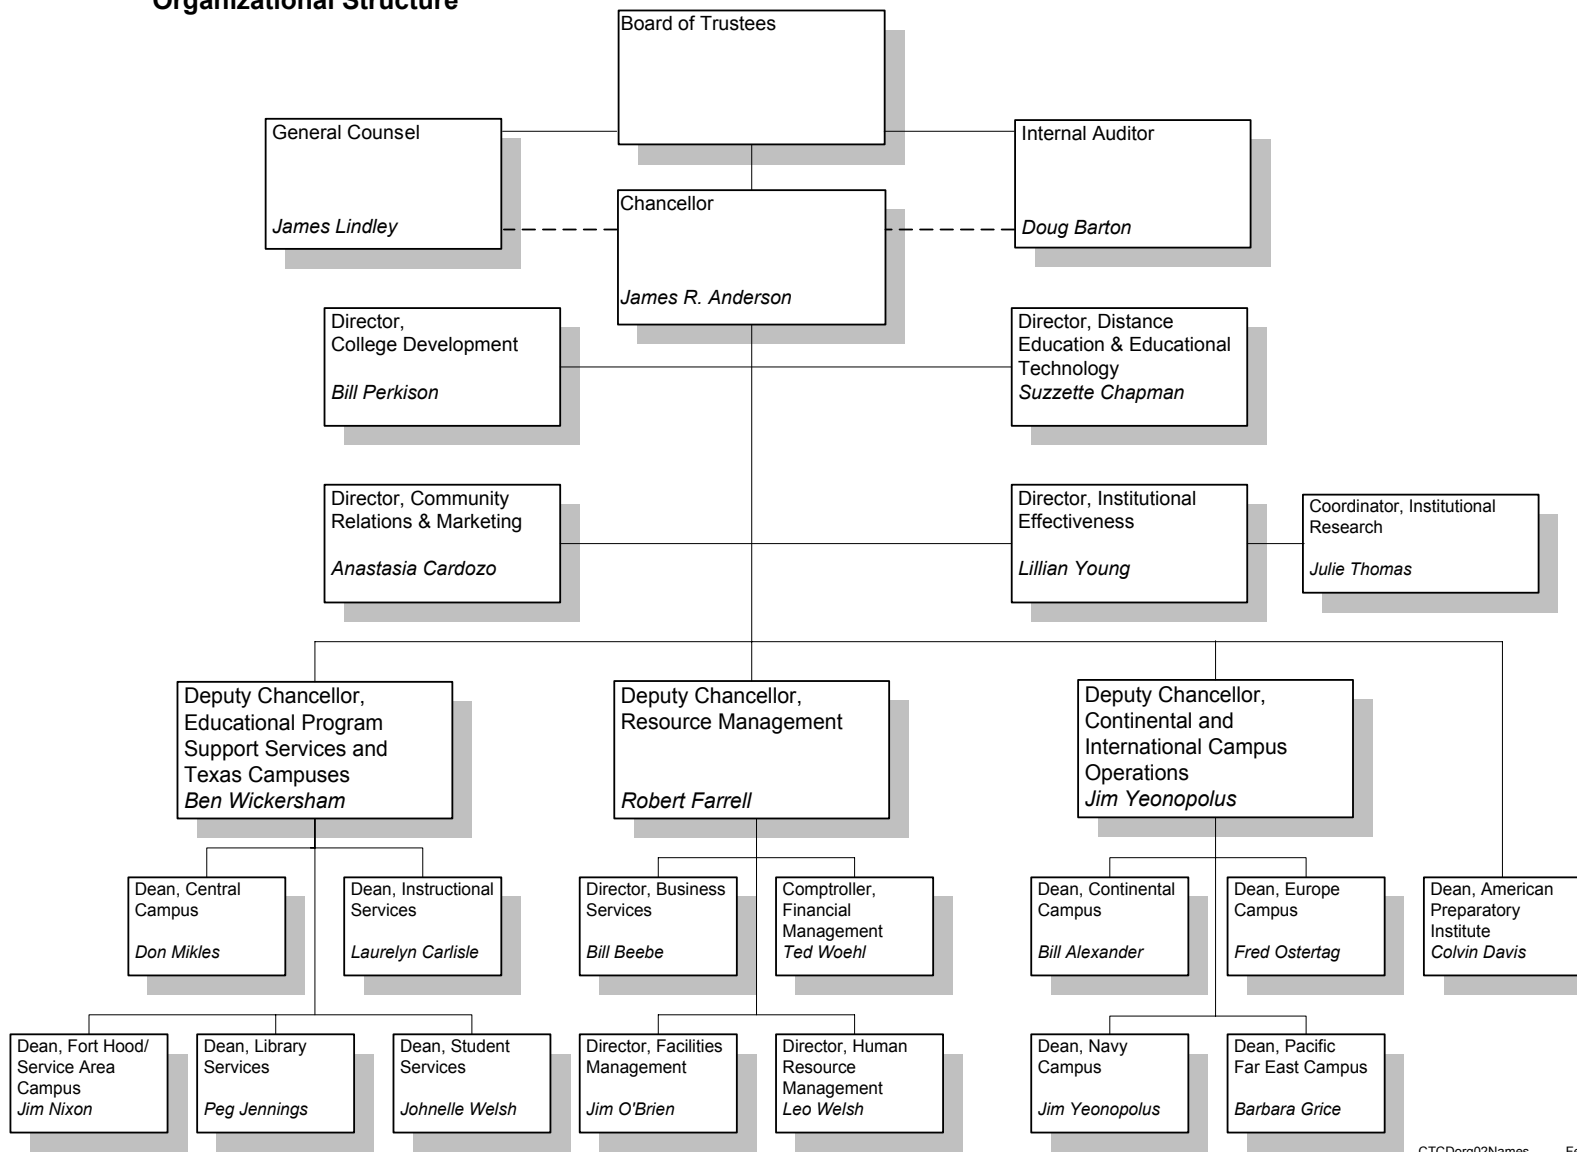 Organizational Structure
Board of Trustees
General Counsel
James Lindley
Internal Auditor
Doug Barton
Chancellor
James R. Anderson
Director,
College Development
Bill Perkison
Director, Distance
Education & Educational
Technology
Suzzette Chapman
Director, Community
Relations & Marketing
Anastasia Cardozo
Director, Institutional
Effectiveness
Lillian Young
Coordinator, Institutional
Research
Julie Thomas
Deputy Chancellor,
Educational Program
Support Services and
Texas Campuses
Ben Wickersham
Deputy Chancellor,
Resource Management
Robert Farrell
Deputy Chancellor,
Continental and
International Campus
Operations
Jim Yeonopolus
Dean, Central
Campus
Don Mikles
Dean, Instructional
Services
Laurelyn Carlisle
Director, Business
Services
Bill Beebe
Comptroller,
Financial
Management
Ted Woehl
Dean, Continental
Campus
Bill Alexander
Dean, Europe
Campus
Fred Ostertag
Dean, American
Preparatory
Institute
Colvin Davis
Dean, Fort Hood/
Service Area
Campus
Jim Nixon
Dean, Library
Services
Peg Jennings
Dean, Student
Services
Johnelle Welsh
Director, Facilities
Management
Jim O'Brien
Director, Human
Resource
Management
Leo Welsh
Dean, Navy
Campus
Jim Yeonopolus
Dean, Pacific
Far East Campus
Barbara Grice
CTCDorg02Names